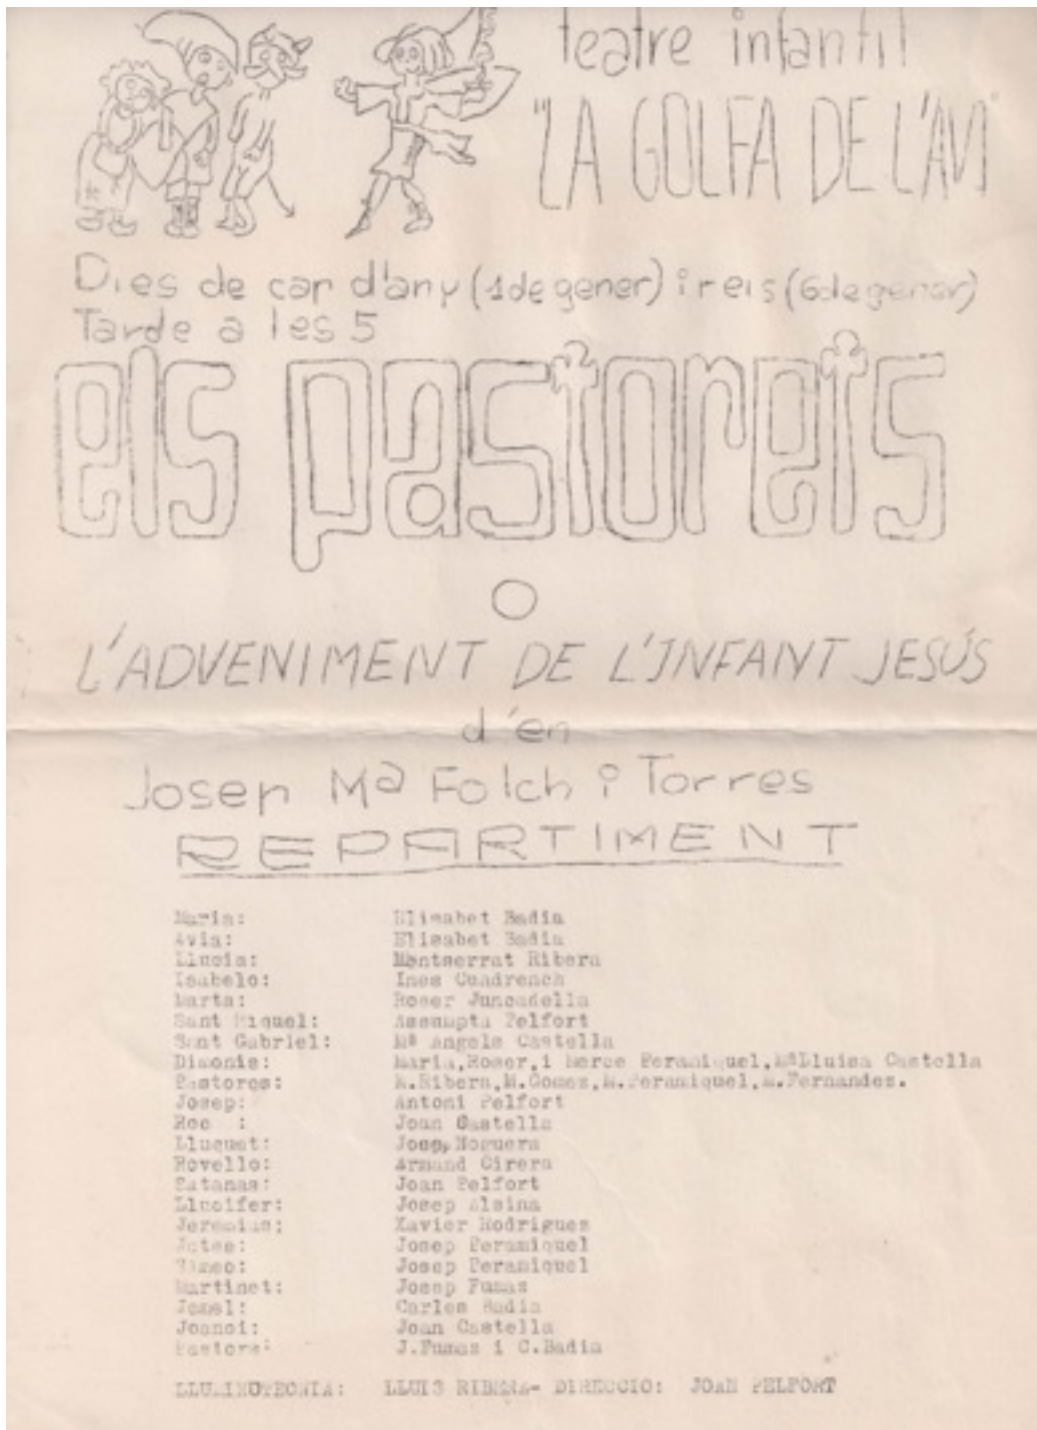 teatre infantil
"LA GOLFA DE L'AVI"
Dies de cap d'any (1 de gener) i reis (6 de gener)
Tarde a les 5
els pastorets
O
L'ADVENIMENT DE L'INFANT JESÚS
d'en
Josep Mª Folch i Torres
REPARTIMENT
Maria: Elisabet Badia
Avia: Elisabet Badia
Llucia: Montserrat Ribera
Isabelo: Ines Cuadrench
Marta: Roser Juncadella
Sant Miquel: Assumpta Pelfort
Sant Gabriel: Mª Angels Castella
Dimonis: Maria, Roser, i Merce Peramiquel, MªLluisa Castella
Pastores: M.Ribera, M.Gomez, M.Peramiquel, M.Fernandez.
Josep: Antoni Pelfort
Roc : Joan Castella
Lluquet: Josep Noguera
Rovello: Armand Cirera
Satanas: Joan Pelfort
Llucifer: Josep Alsina
Jeremias: Xavier Rodrigues
Josep Peramiquel
Simeo: Josep Peramiquel
Martinet: Josep Fumas
Jomel: Carles Badia
Joanoi: Joan Castella
Pastors: J.Fumas i C.Badia
LLUMINOTECNIA: LLUIS RIBERA- DIRECCIO: JOAN PELFORT